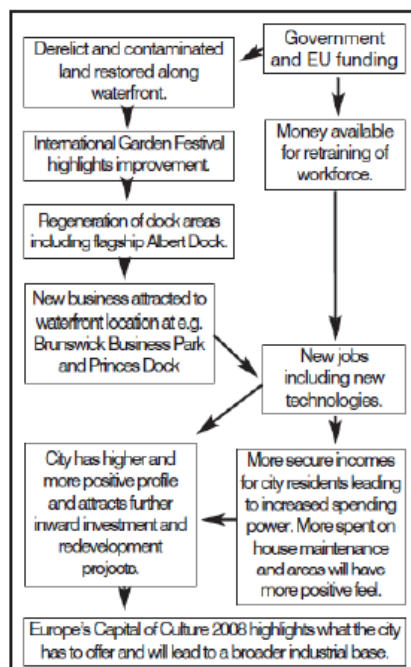 Government
and EU funding
Derelict and contaminated
land restored along
waterfront.
International Garden Festival
highlights improvement.
Money available
for retraining of
workforce.
Regeneration of dock areas
including flagship Albert Dock.
New business attracted to
waterfront location at e.g.
Brunswick Business Park
and Princes Dock
New jobs
including new
technologies.
City has higher and
more positive profile
and attracts further
inward investment and
redevelopment
projects.
More secure incomes
for city residents leading
to increased spending
power. More spent on
house maintenance
and areas will have
more positive feel.
Europe's Capital of Culture 2008 highlights what the city
has to offer and will lead to a broader industrial base.